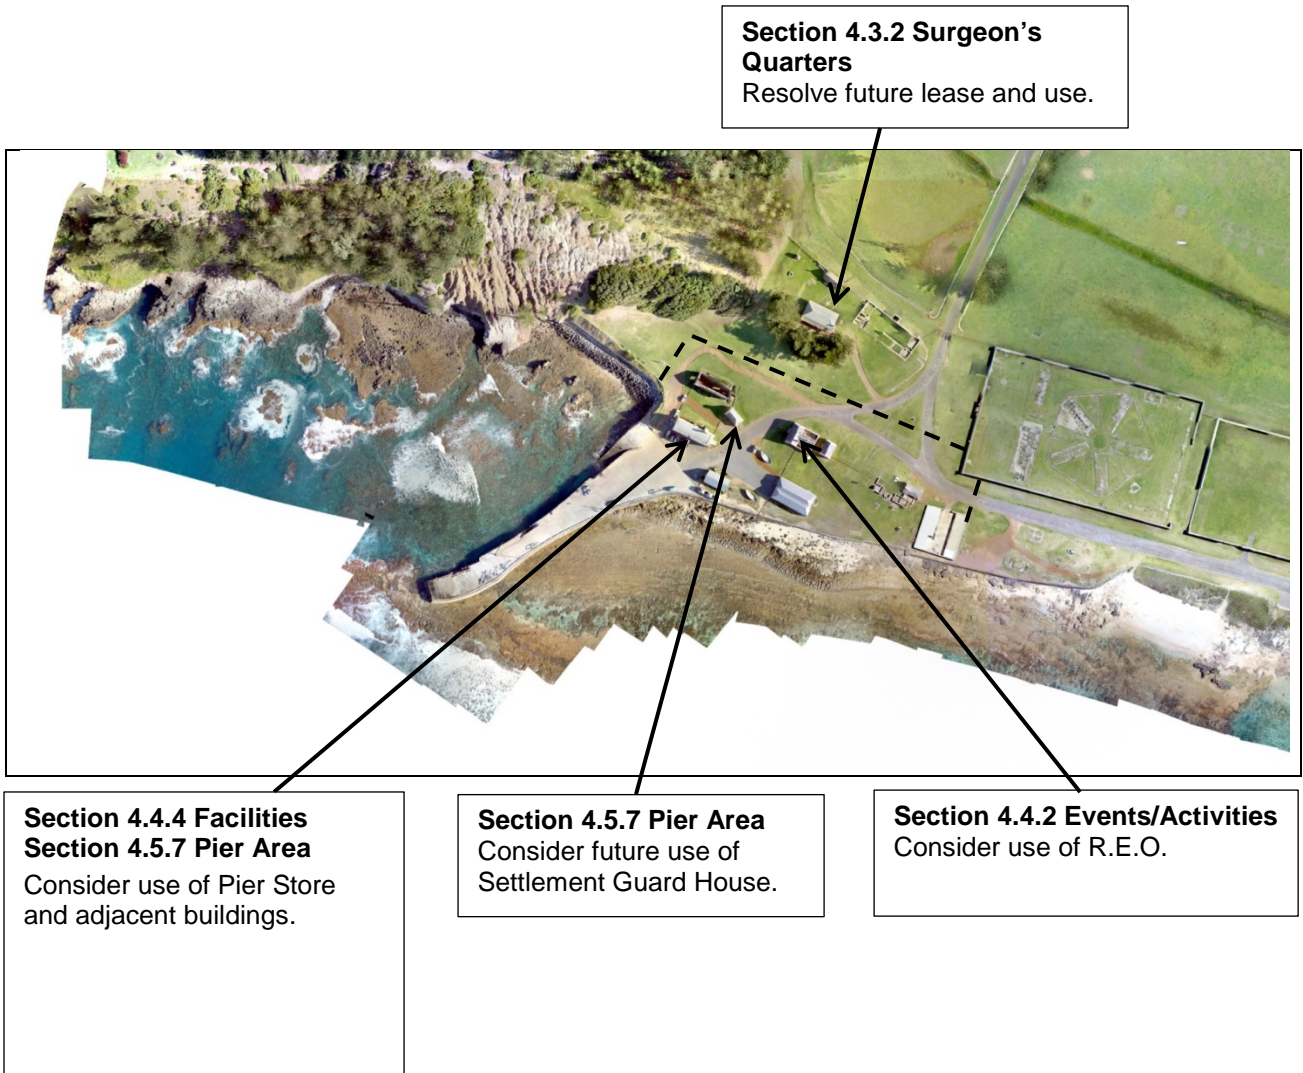 Section 4.3.2 Surgeon’s
Quarters
Resolve future lease and use.
Section 4.4.4 Facilities
Section 4.5.7 Pier Area
Consider use of Pier Store
and adjacent buildings.
Section 4.5.7 Pier Area
Consider future use of
Settlement Guard House.
Section 4.4.2 Events/Activities
Consider use of R.E.O.